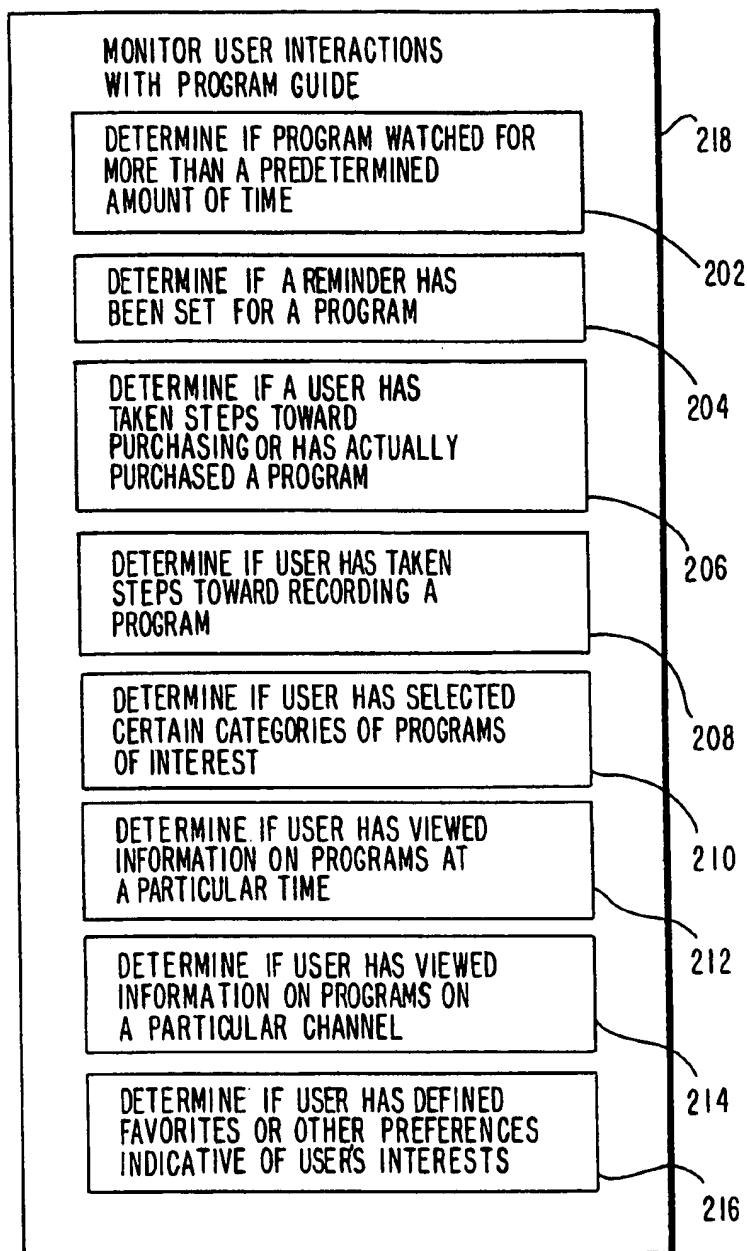 MONITOR USER INTERACTIONS
WITH PROGRAM GUIDE
218
DETERMINE IF PROGRAM WATCHED FOR
MORE THAN A PREDETERMINED
AMOUNT OF TIME
202
DETERMINE IF A REMINDER HAS
BEEN SET FOR A PROGRAM
204
DETERMINE IF A USER HAS
TAKEN STEPS TOWARD
PURCHASING OR HAS ACTUALLY
PURCHASED A PROGRAM
206
DETERMINE IF USER HAS TAKEN
STEPS TOWARD RECORDING A
PROGRAM
208
DETERMINE IF USER HAS SELECTED
CERTAIN CATEGORIES OF PROGRAMS
OF INTEREST
210
DETERMINE IF USER HAS VIEWED
INFORMATION ON PROGRAMS AT
A PARTICULAR TIME
212
DETERMINE IF USER HAS VIEWED
INFORMATION ON PROGRAMS ON
A PARTICULAR CHANNEL
214
DETERMINE IF USER HAS DEFINED
FAVORITES OR OTHER PREFERENCES
INDICATIVE OF USER'S INTERESTS
216